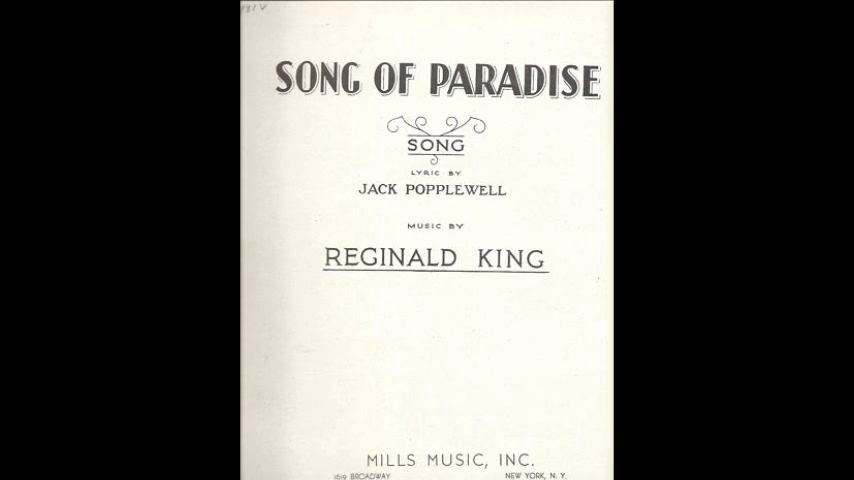 181V
SONG OF PARADISE
SONG
LYRIC BY
JACK POPPLEWELL
MUSIC BY
REGINALD KING
MILLS MUSIC, INC.
1619 BROADWAY NEW YORK, N. Y.